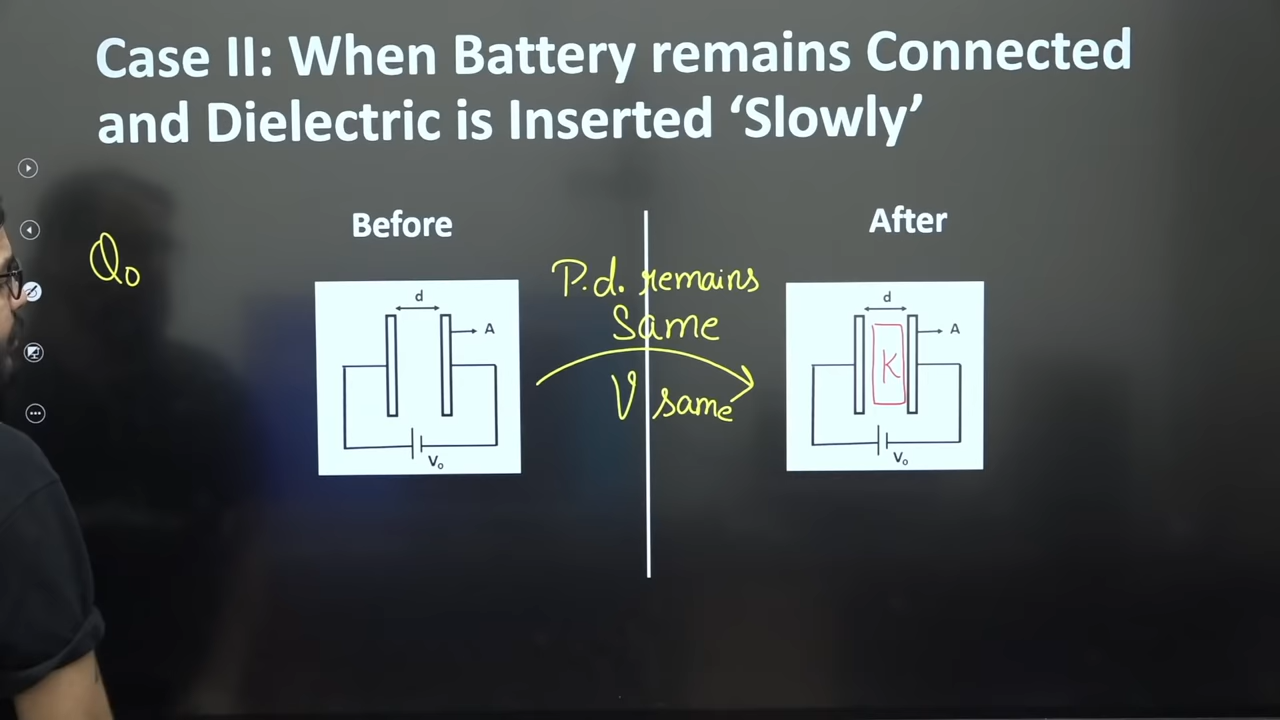 Case II: When Battery remains Connected
and Dielectric is Inserted ‘Slowly’
Before
After
Q₀
P.d. remains
Same
V same
d
A
V₀
d
K
A
V₀